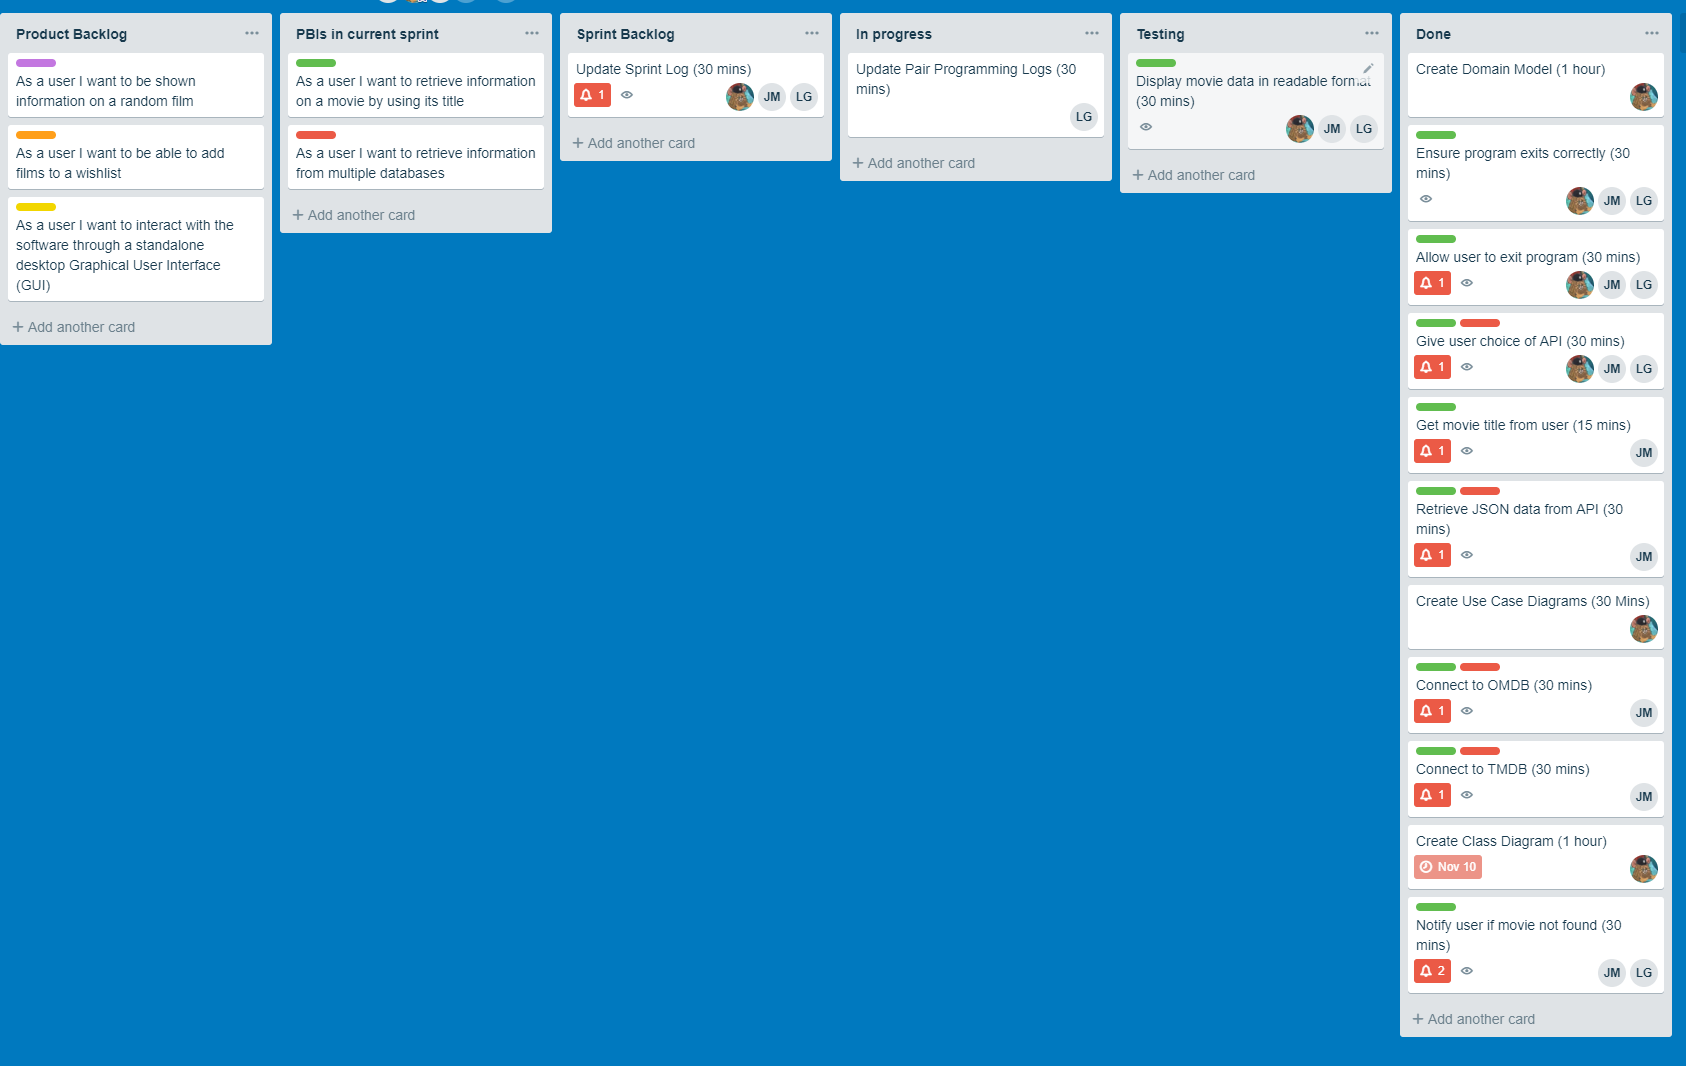 Product Backlog
As a user I want to be shown
information on a random film
As a user I want to be able to add
films to a wishlist
As a user I want to interact with the
software through a standalone
desktop Graphical User Interface
(GUI)
+ Add another card
PBIs in current sprint
As a user I want to retrieve information
on a movie by using its title
As a user I want to retrieve information
from multiple databases
+ Add another card
Sprint Backlog
Update Sprint Log (30 mins)
1
JM LG
+ Add another card
In progress
Update Pair Programming Logs (30
mins)
LG
+ Add another card
Testing
Display movie data in readable format
(30 mins)
JM LG
+ Add another card
Done
Create Domain Model (1 hour)
Ensure program exits correctly (30
mins)
JM LG
Allow user to exit program (30 mins)
1
JM LG
Give user choice of API (30 mins)
1
JM LG
Get movie title from user (15 mins)
1
JM
Retrieve JSON data from API (30
mins)
1
JM
Create Use Case Diagrams (30 Mins)
Connect to OMDB (30 mins)
1
JM
Connect to TMDB (30 mins)
1
JM
Create Class Diagram (1 hour)
Nov 10
Notify user if movie not found (30
mins)
2
JM LG
+ Add another card